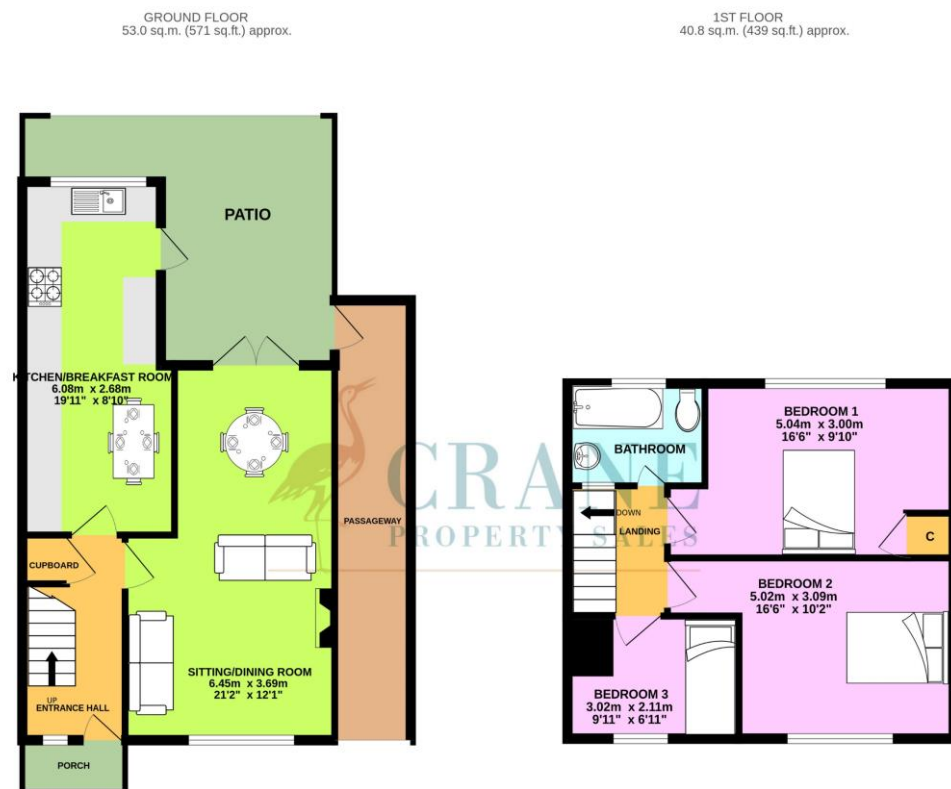 GROUND FLOOR
53.0 sq.m. (571 sq.ft.) approx.
1ST FLOOR
40.8 sq.m. (439 sq.ft.) approx.
PATIO
KITCHEN/BREAKFAST ROOM
6.08m x 2.68m
19'11" x 8'10"
CUPBOARD
UP
ENTRANCE HALL
PORCH
SITTING/DINING ROOM
6.45m x 3.69m
21'2" x 12'1"
PASSAGEWAY
CRANE
PROPERTY SALES
BATHROOM
BEDROOM 1
5.04m x 3.00m
16'6" x 9'10"
DOWN
LANDING
C
BEDROOM 2
5.02m x 3.09m
16'6" x 10'2"
BEDROOM 3
3.02m x 2.11m
9'11" x 6'11"